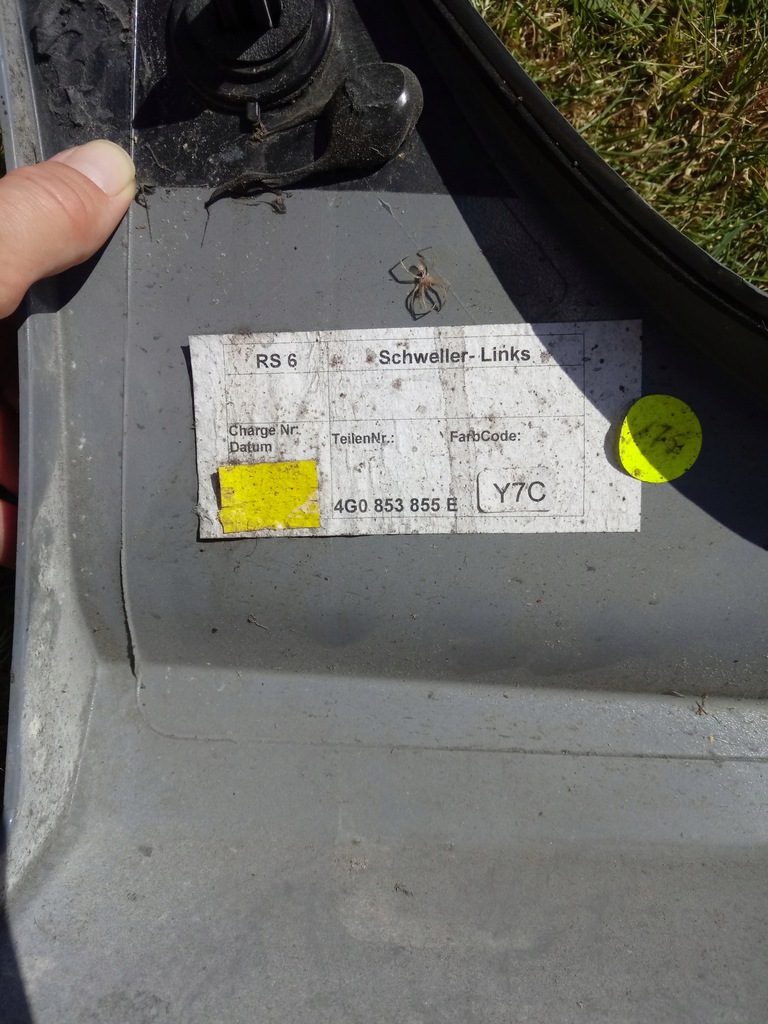 RS 6
Schweller- Links
Charge Nr:
Datum
TeilenNr.:
FarbCode:
4G0 853 855 E
Y7C